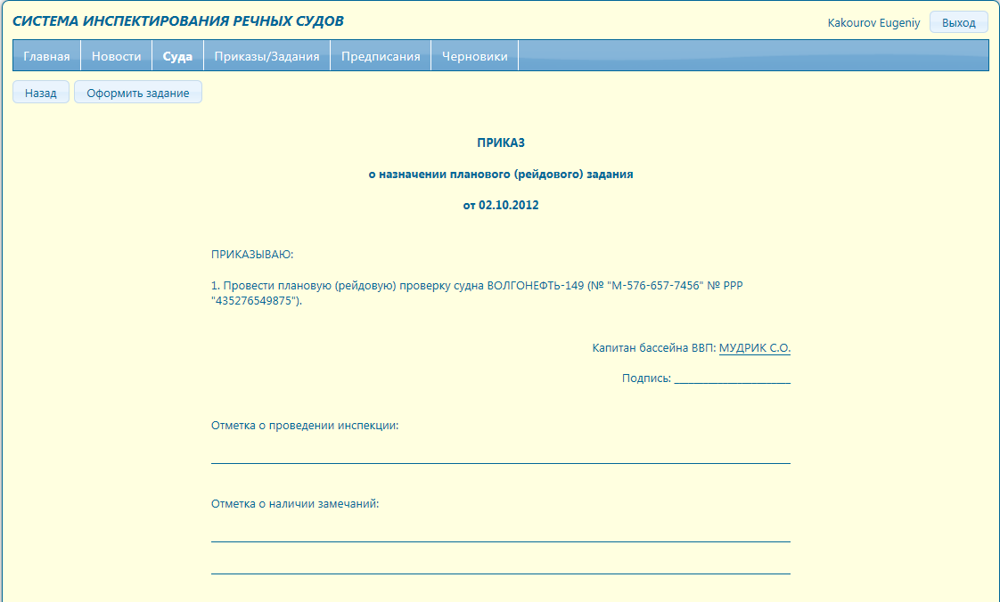 СИСТЕМА ИНСПЕКТИРОВАНИЯ РЕЧНЫХ СУДОВ
Kakourov Eugeniy Выход
Главная Новости Суда Приказы/Задания Предписания Черновики
Назад Оформить задание
ПРИКАЗ
о назначении планового (рейдового) задания
от 02.10.2012
ПРИКАЗЫВАЮ:
1. Провести плановую (рейдовую) проверку судна ВОЛГОНЕФТЬ-149 (№ "М-576-657-7456" № РРР
"435276549875").
Капитан бассейна ВВП: МУДРИК С.О.
Подпись: ____________________
Отметка о проведении инспекции:
Отметка о наличии замечаний: